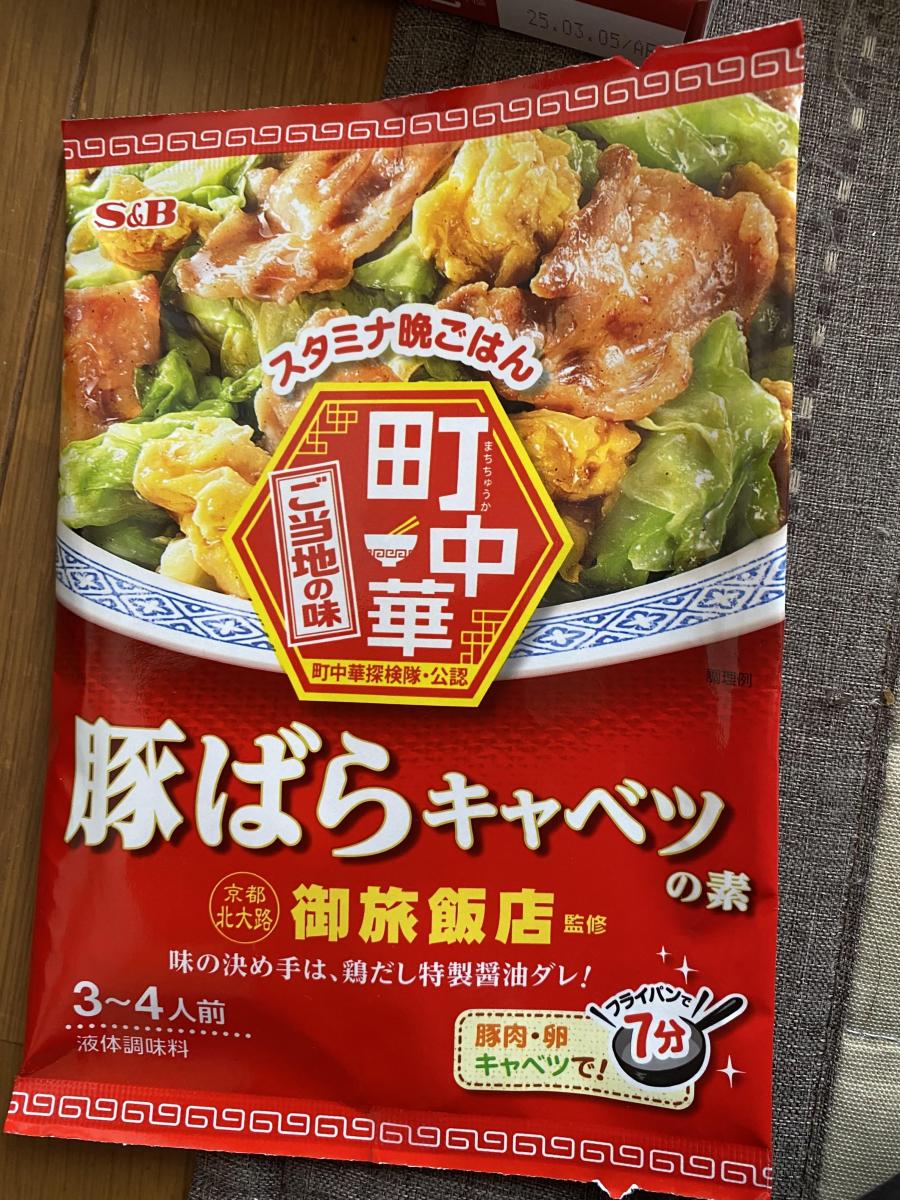 25.03.05/AF
S&B
スタミナ晩ごはん
町中華
まちちゅうか
ご当地の味
町中華探検隊・公認
調理例
豚ばらキャベツ
の素
京都
北大路
御旅飯店監修
味の決め手は、鶏だし特製醤油ダレ!
3~4人前
液体調味料
フライパンで
7分
豚肉・卵
キャベツで!